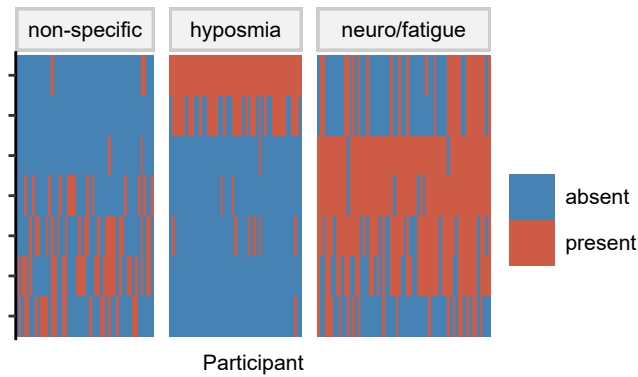 non-specific
hyposmia
neuro/fatigue
absent
present
Participant